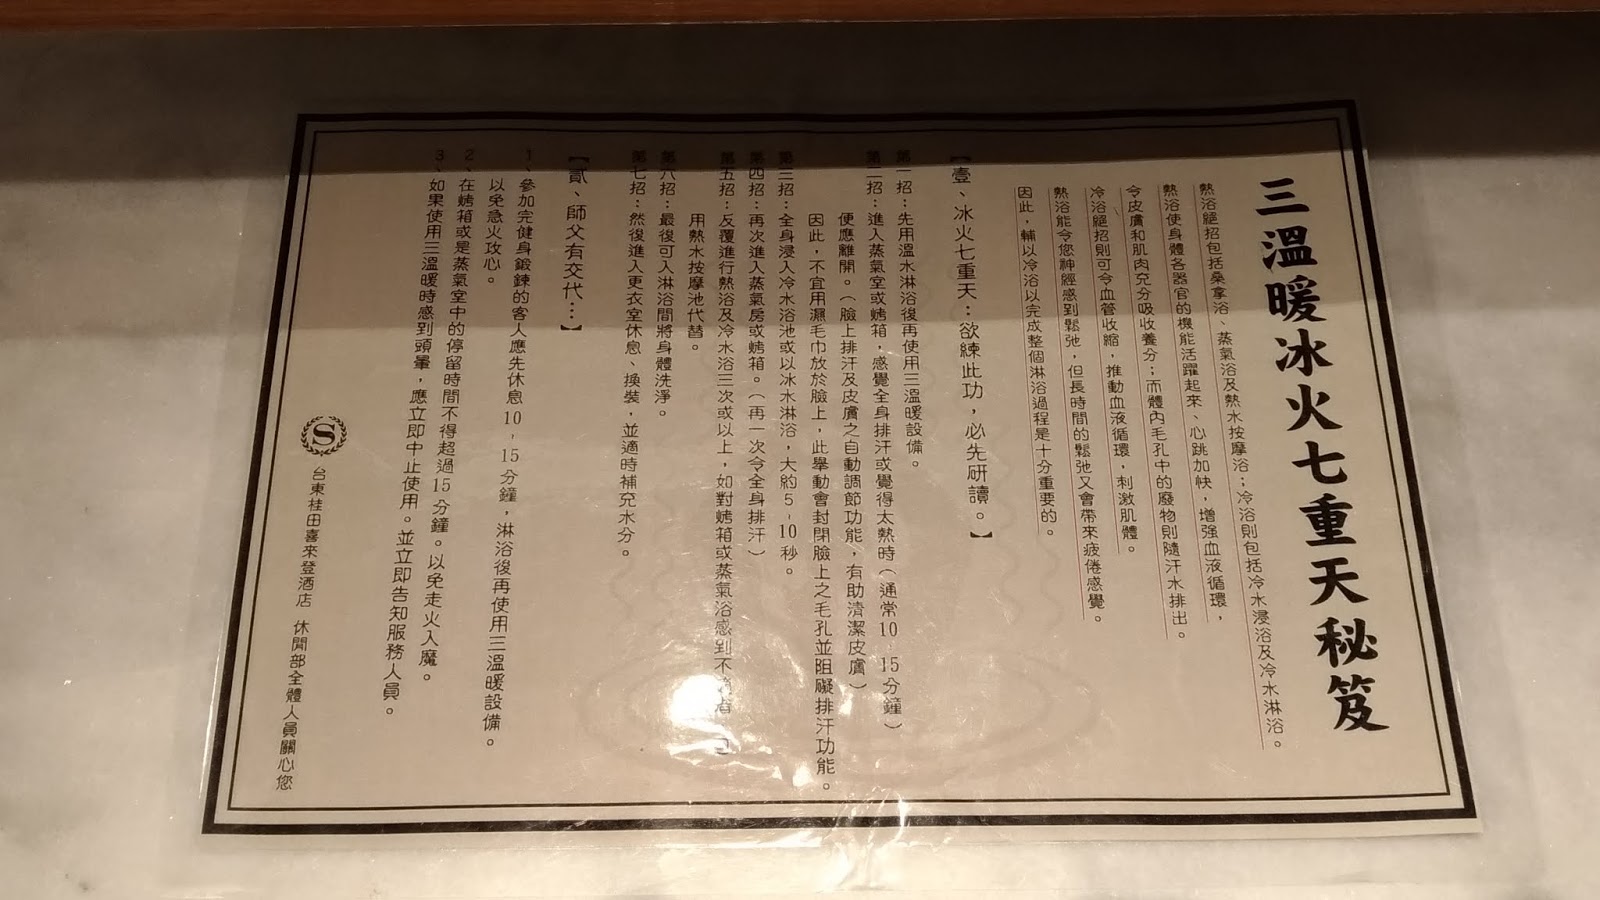 三溫暖冰火七重天秘笈
熱浴絕招包括桑拿浴、蒸氣浴及熱水按摩浴；冷浴則包括冷水浸浴及冷水淋浴。
熱浴使身體各器官的機能活躍起來、心跳加快，增強血液循環，
令皮膚和肌肉充分吸收養分；而體內毛孔中的廢物則隨汗水排出。
冷浴絕招則可令血管收縮，推動血液循環，刺激肌體。
熱浴能令您神經感到鬆弛，但長時間的鬆弛又會帶來疲倦感覺。
因此，輔以冷浴以完成整個淋浴過程是十分重要的。
【壹、冰火七重天：欲練此功，必先研讀。】
第一招：先用溫水淋浴後再使用三溫暖設備。
第二招：進入蒸氣室或烤箱，感覺全身排汗或覺得太熱時（通常10-15分鐘）
便應離開。（臉上排汗及皮膚之自動調節功能，有助清潔皮膚）
因此，不宜用濕毛巾放於臉上，此舉動會封閉臉上之毛孔並阻礙排汗功能。
第三招：全身浸入冷水浴池或以冰水淋浴，大約5-10秒。
第四招：再次進入蒸氣房或烤箱。（再一次令全身排汗）
第五招：反覆進行熱浴及冷水浴三次或以上，如對烤箱或蒸氣浴感到不
用熱水按摩池代替。
第六招：最後可入淋浴間將身體洗淨。
第七招：然後進入更衣室休息、換裝，並適時補充水分。
【貳、師父有交代…】
1、參加完健身鍛鍊的客人應先休息10-15分鐘，淋浴後再使用三溫暖設備。
以免急火攻心。
2、在烤箱或是蒸氣室中的停留時間不得超過15分鐘。以免走火入魔。
3、如果使用三溫暖時感到頭暈，應立即中止使用。並立即告知服務人員。
S 台東桂田喜來登酒店 休閒部全體人員關心您